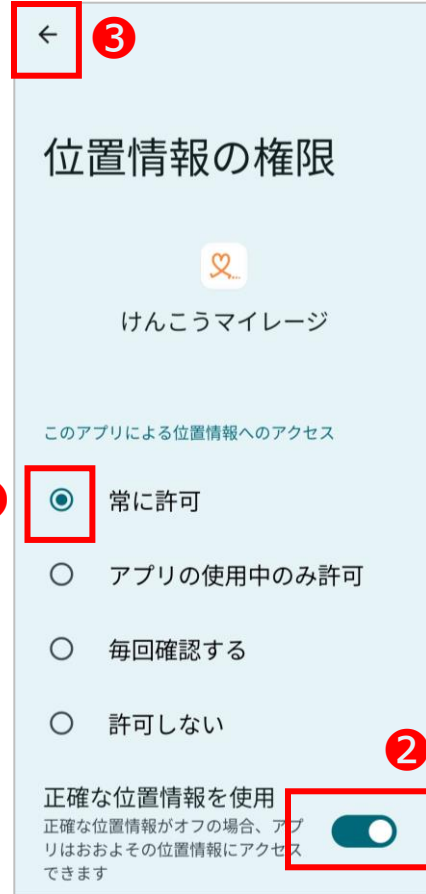 ← ③
位置情報の権限
けんこうマイレージ
このアプリによる位置情報へのアクセス
常に許可
アプリの使用中のみ許可
毎回確認する
許可しない
②
正確な位置情報を使用
正確な位置情報がオフの場合、アプ
リはおおよその位置情報にアクセス
できます